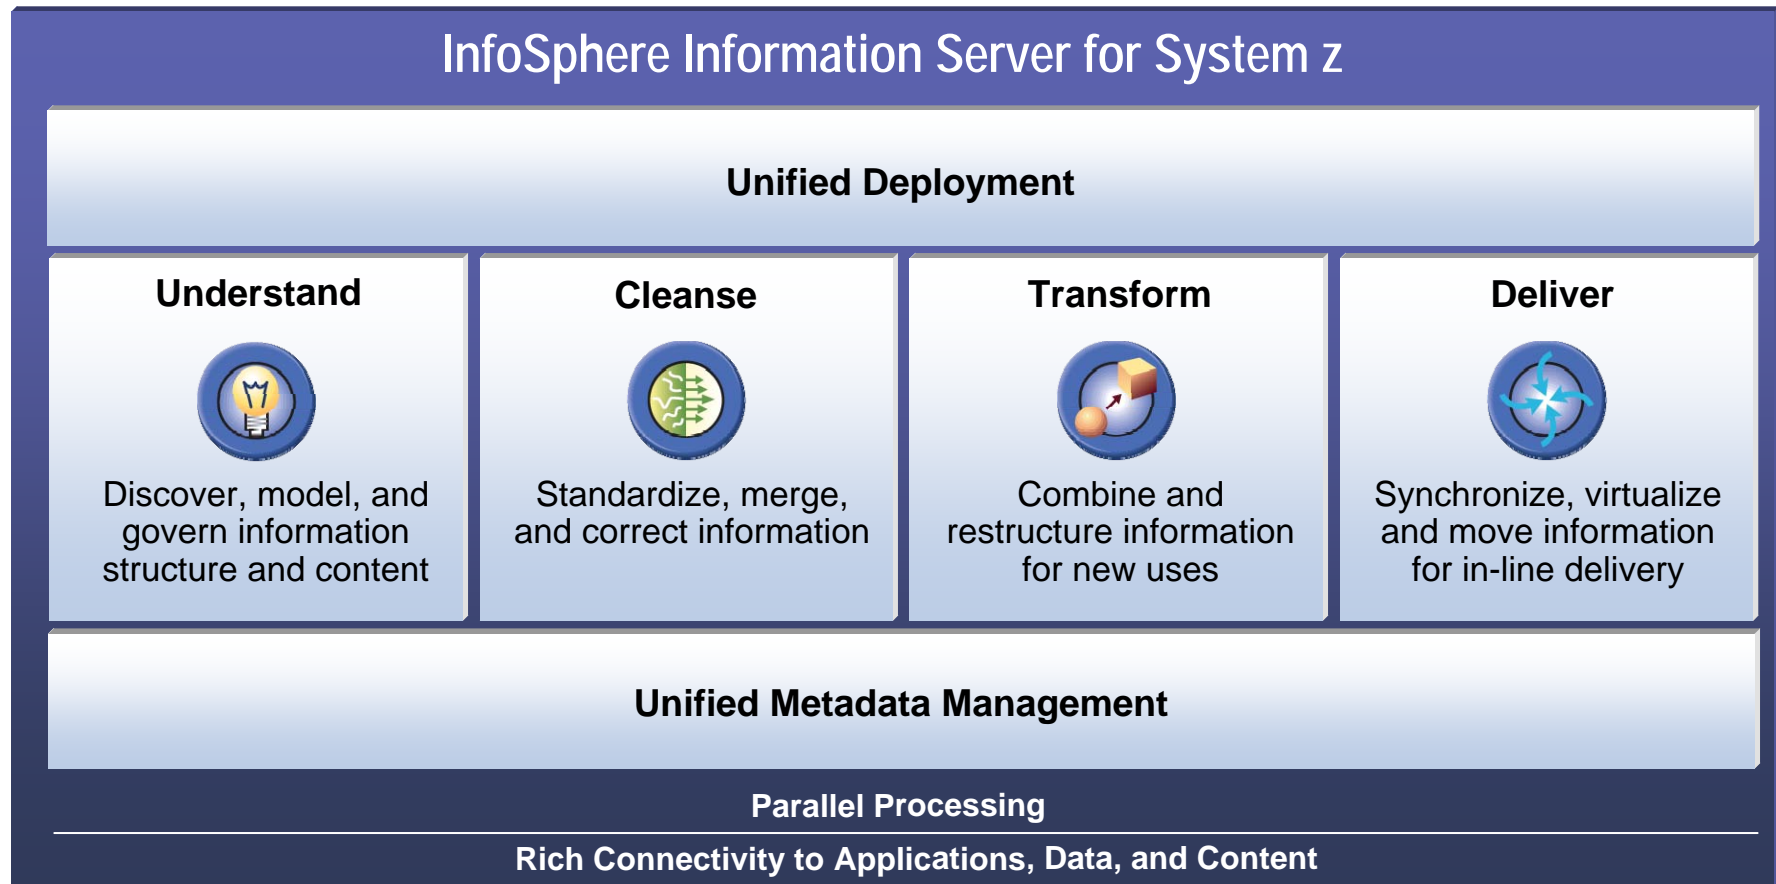 InfoSphere Information Server for System z
Unified Deployment
Understand
Discover, model, and
govern information
structure and content
Cleanse
Standardize, merge,
and correct information
Transform
Combine and
restructure information
for new uses
Deliver
Synchronize, virtualize
and move information
for in-line delivery
Unified Metadata Management
Parallel Processing
Rich Connectivity to Applications, Data, and Content